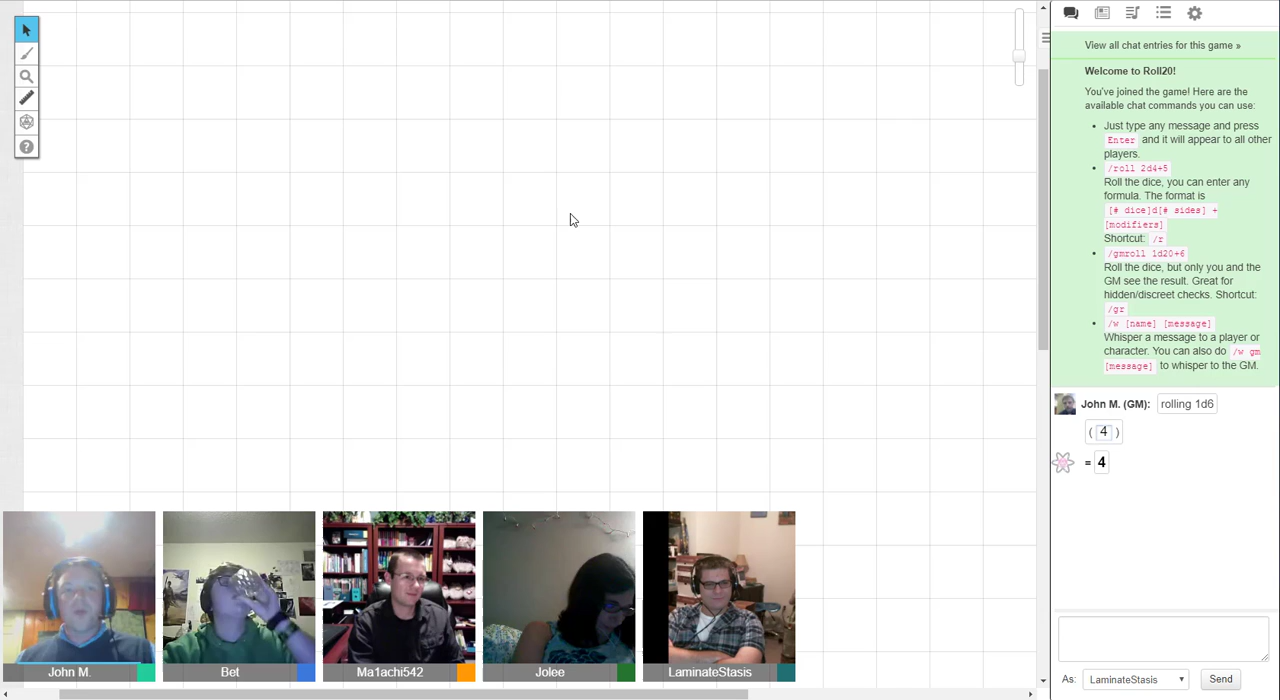 View all chat entries for this game »
Welcome to Roll20!
You've joined the game! Here are the
available chat commands you can use:
• Just type any message and press
Enter and it will appear to all other
players.
• /roll 2d4+5
Roll the dice, you can enter any
formula. The format is
[# dice]d[# sides] +
[modifiers]
Shortcut: /r
• /gmroll 1d20+6
Roll the dice, but only you and the
GM see the result. Great for
hidden/discreet checks. Shortcut:
/gr
• /w [name] [message]
Whisper a message to a player or
character. You can also do /w gm
[message] to whisper to the GM.
John M. (GM): rolling 1d6
( 4 )
= 4
John M.
Bet
Ma1achi542
Jolee
LaminateStasis
As: LaminateStasis
Send